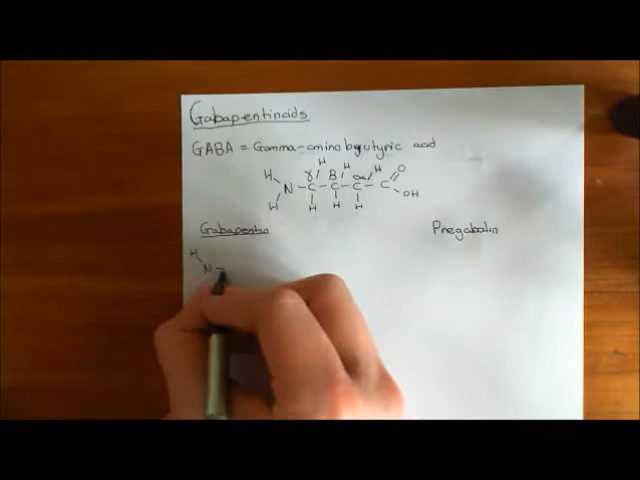 Gabapentinoids
GABA = Gamma-amino butyric acid
H H H O
H γ B α
N - C - C - C - C
H H H H OH
Gabapentin Pregabalin
H
N -